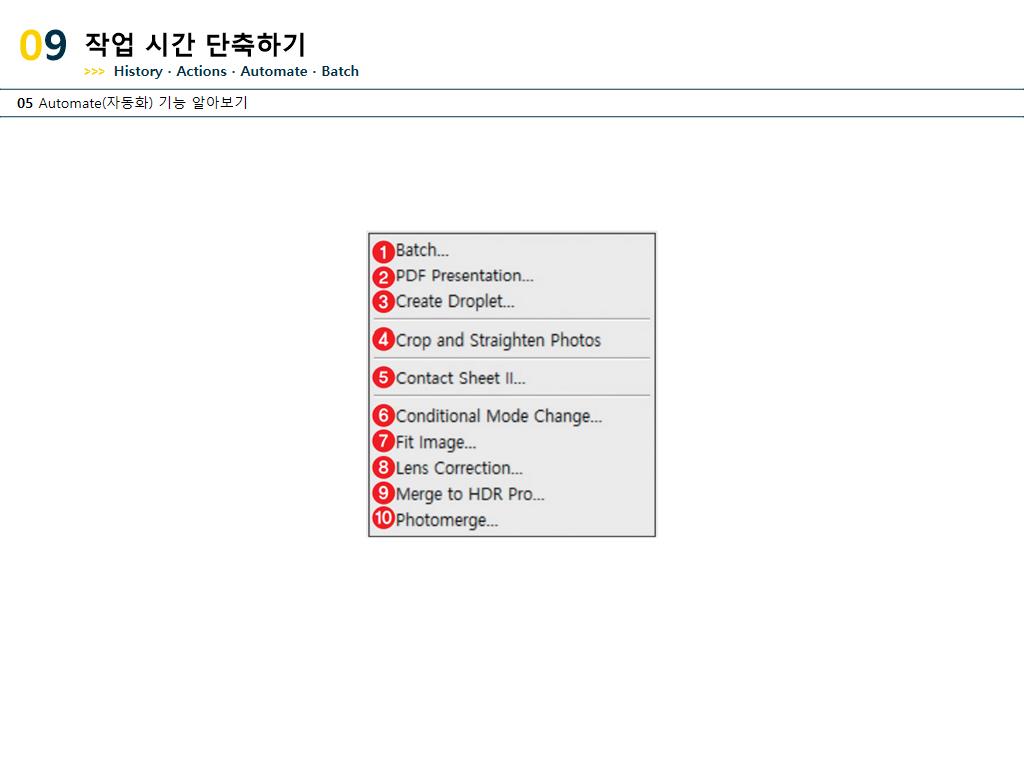 09 작업 시간 단축하기
>>> History · Actions · Automate · Batch
05 Automate(자동화) 기능 알아보기
1 Batch...
2 PDF Presentation...
3 Create Droplet...
4 Crop and Straighten Photos
5 Contact Sheet II...
6 Conditional Mode Change...
7 Fit Image...
8 Lens Correction...
9 Merge to HDR Pro...
10 Photomerge...